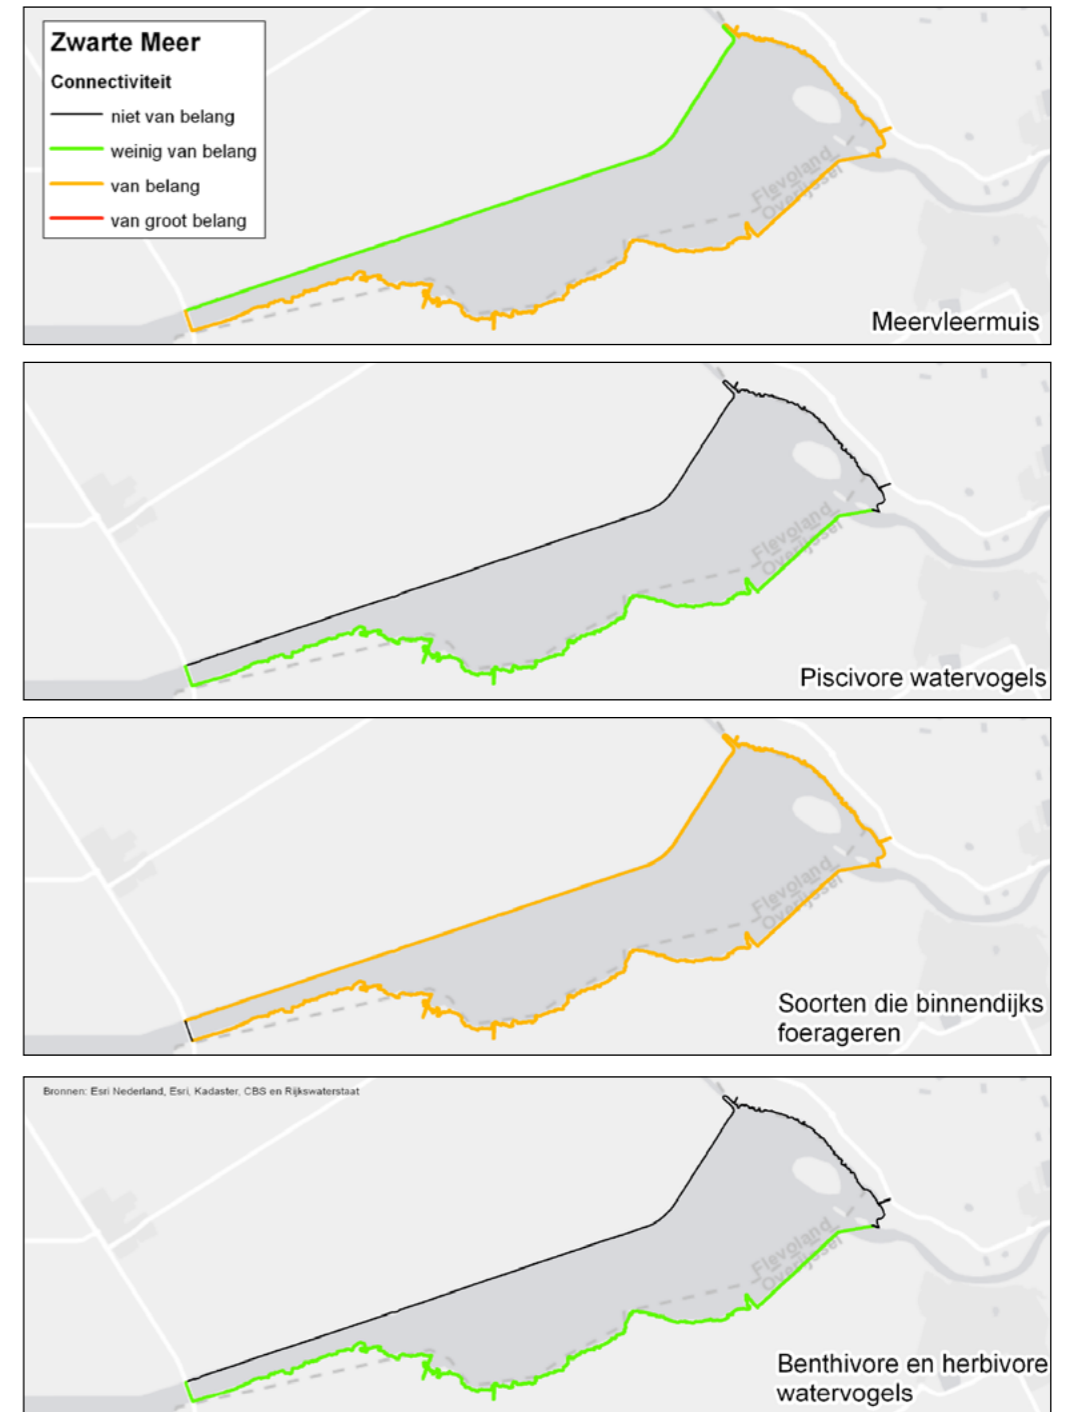 Zwarte Meer
Connectiviteit
niet van belang
weinig van belang
van belang
van groot belang
Flevoland
Overijssel
Meervleermuis
Flevoland
Overijssel
Piscivore watervogels
Flevoland
Overijssel
Soorten die binnendijks
foerageren
Bronnen: Esri Nederland, Esri, Kadaster, CBS en Rijkswaterstaat
Flevoland
Overijssel
Benthivore en herbivore
watervogels